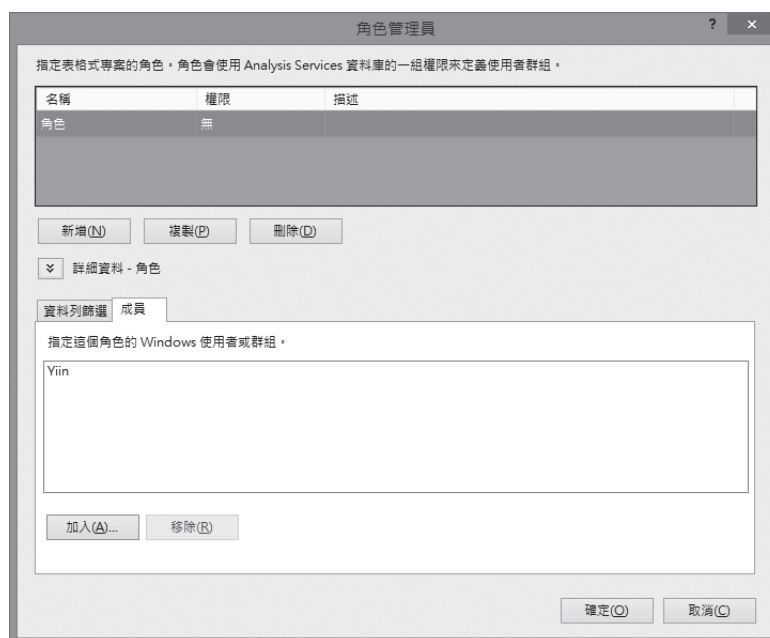 角色管理員
? ×
指定表格式專案的角色。角色會使用 Analysis Services 資料庫的一組權限來定義使用者群組。
名稱 權限 描述
角色 無
新增(N) 複製(P) 刪除(D)
詳細資料 - 角色
資料列篩選 成員
指定這個角色的 Windows 使用者或群組。
Yiin
加入(A)... 移除(R)
確定(O) 取消(C)